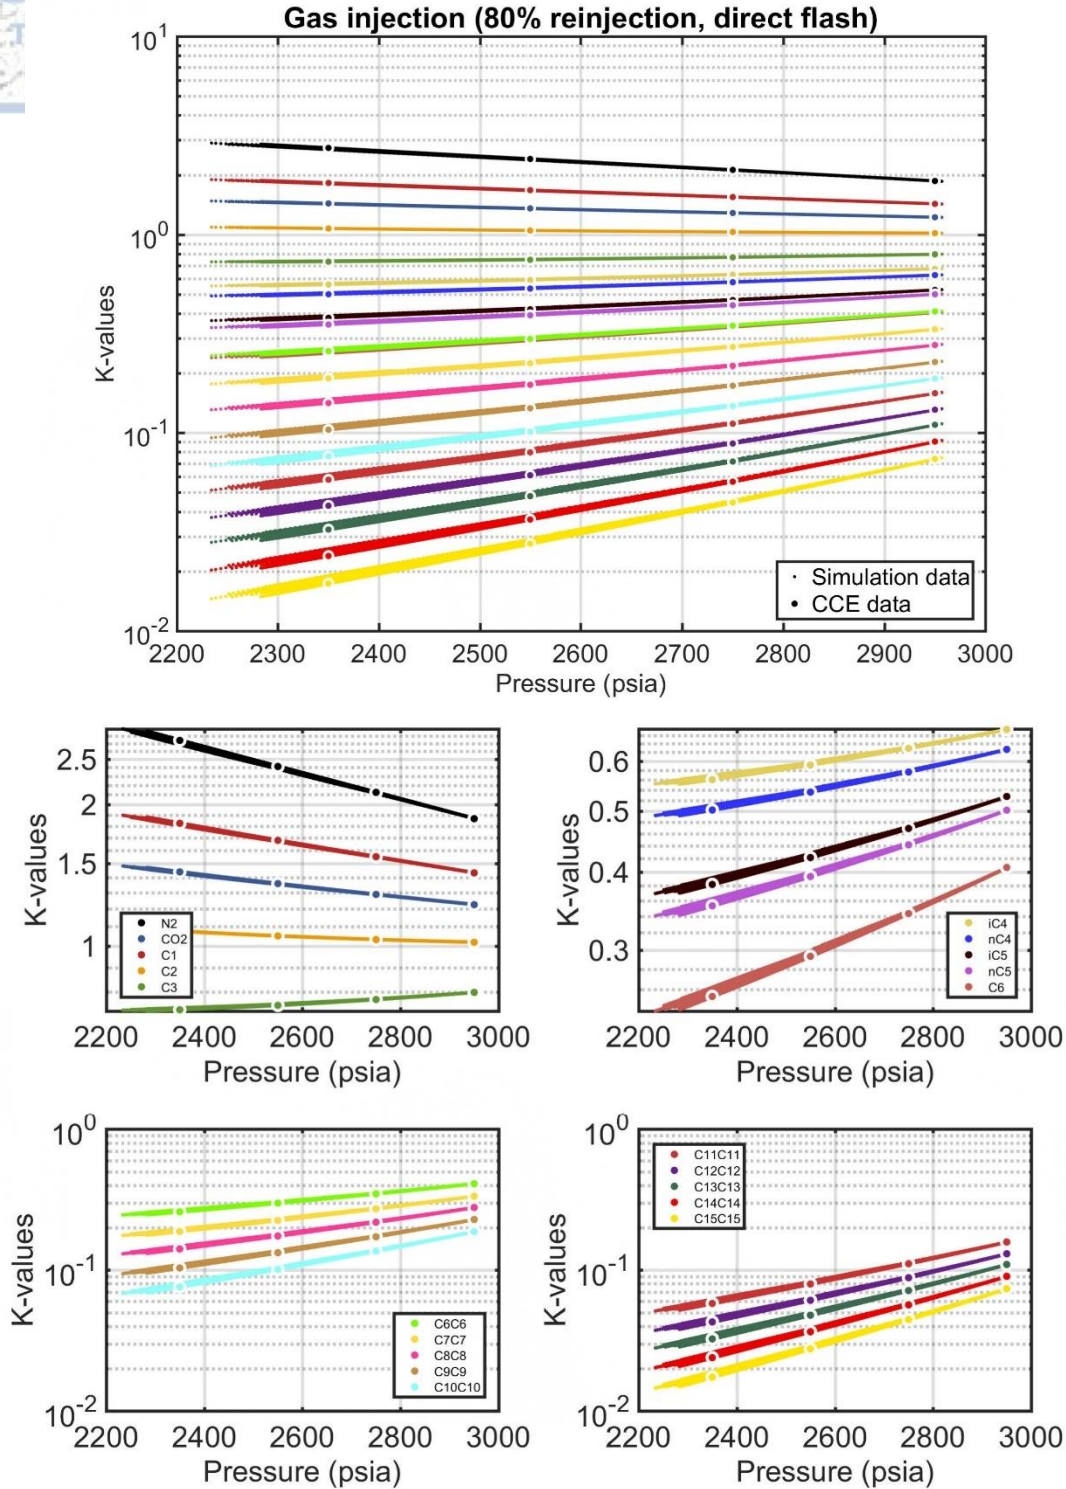 Gas injection (80% reinjection, direct flash)
10^1
10^0
10^-1
10^-2
K-values
2200 2300 2400 2500 2600 2700 2800 2900 3000
Pressure (psia)
Simulation data
CCE data
2.5
2
1.5
1
K-values
N2
CO2
C1
C2
C3
2200 2400 2600 2800 3000
Pressure (psia)
0.6
0.5
0.4
0.3
K-values
iC4
nC4
iC5
nC5
C6
2200 2400 2600 2800 3000
Pressure (psia)
10^0
10^-1
10^-2
K-values
C6C6
C7C7
C8C8
C9C9
C10C10
2200 2400 2600 2800 3000
Pressure (psia)
10^0
10^-1
10^-2
K-values
C11C11
C12C12
C13C13
C14C14
C15C15
2200 2400 2600 2800 3000
Pressure (psia)